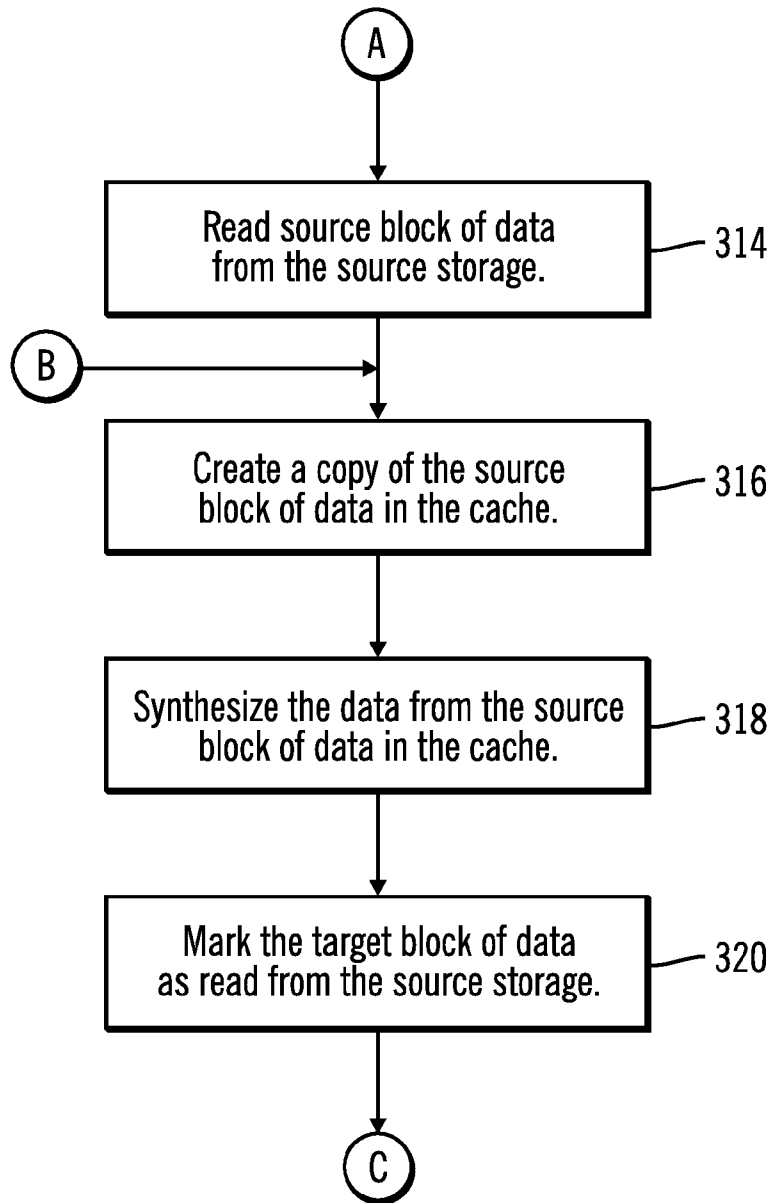 A
Read source block of data
from the source storage.
314
B
Create a copy of the source
block of data in the cache.
316
Synthesize the data from the source
block of data in the cache.
318
Mark the target block of data
as read from the source storage.
320
C